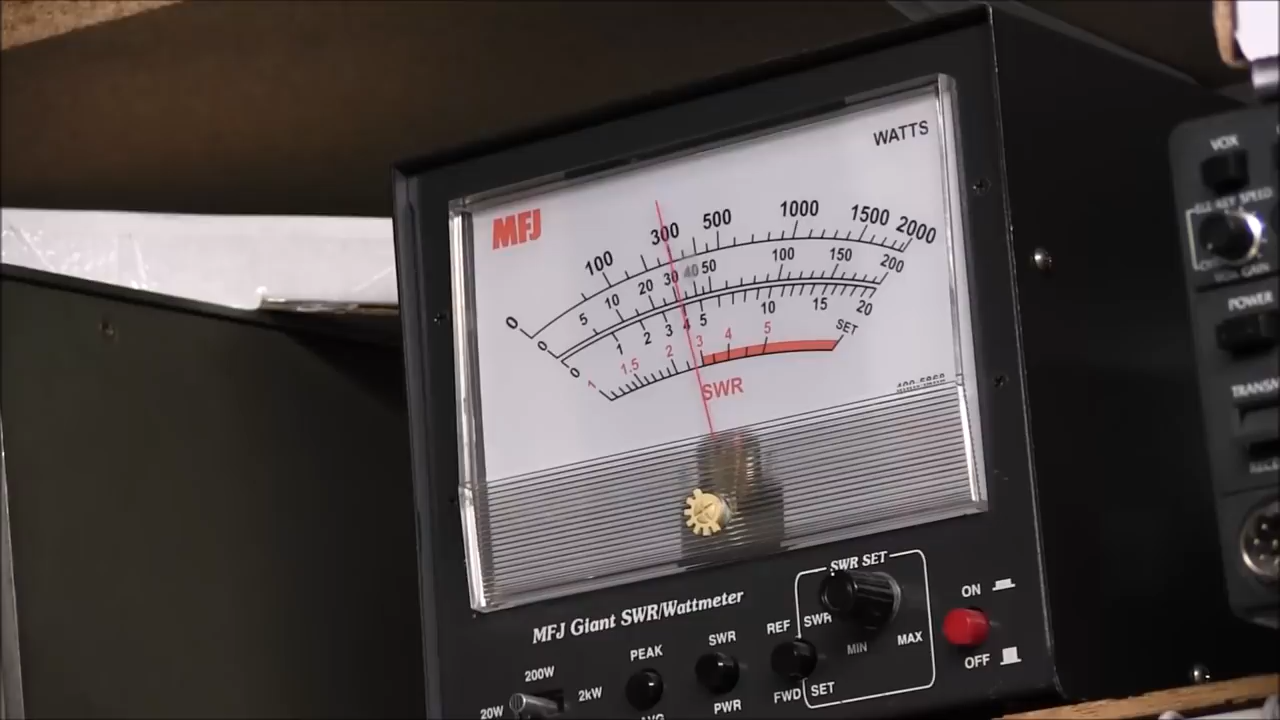 WATTS
MFJ
0 100 300 500 1000 1500 2000
0 5 10 20 30 40 50 100 150 200
0 1 2 3 4 5 10 15 20
1 1.5 2 3 4 5 SET
SWR
MFJ Giant SWR/Wattmeter
SWR SET
MIN
MAX
ON
OFF
20W
200W
2kW
PEAK
AVG
SWR
PWR
REF
SWR
FWD
SET
VOX
POWER